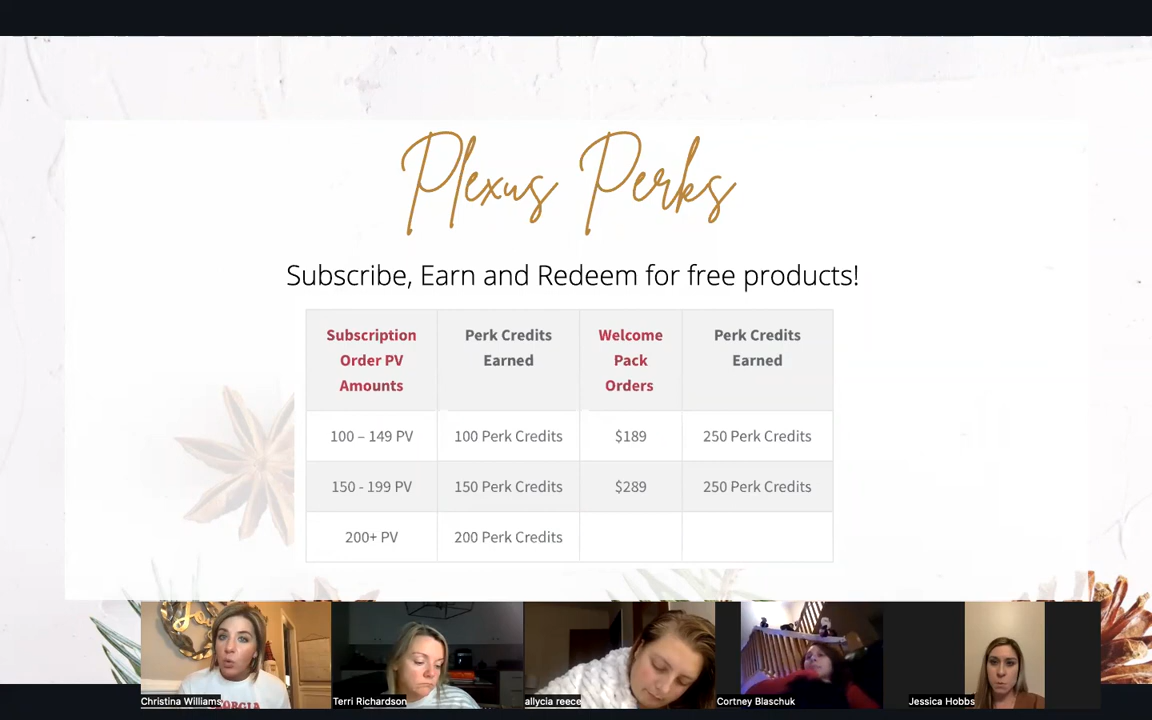 Plexus Perks
Subscribe, Earn and Redeem for free products!
Subscription Order PV Amounts
Perk Credits Earned
Welcome Pack Orders
Perk Credits Earned
100 – 149 PV
100 Perk Credits
$189
250 Perk Credits
150 - 199 PV
150 Perk Credits
$289
250 Perk Credits
200+ PV
200 Perk Credits
Christina Williams
Terri Richardson
allycia reece
Cortney Blaschuk
Jessica Hobbs